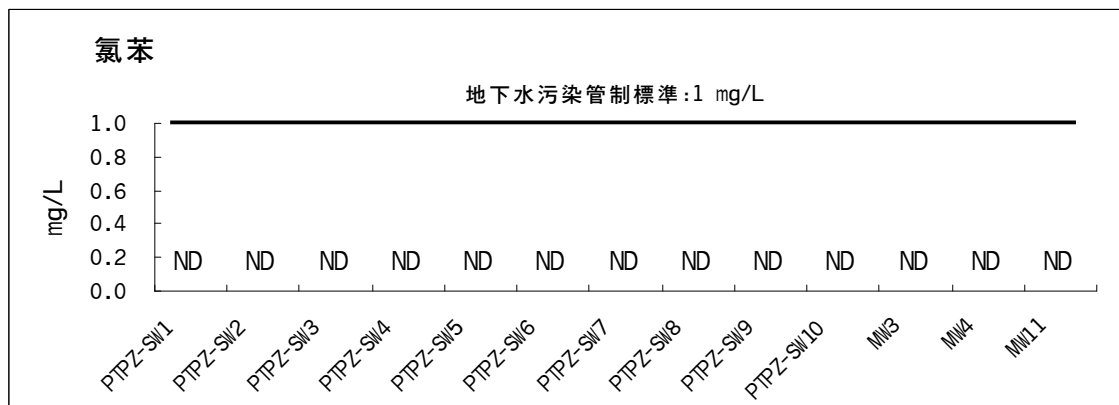 氯苯
地下水污染管制標準:1 mg/L
mg/L
1.0
0.8
0.6
0.4
0.2
0.0
ND ND ND ND ND ND ND ND ND ND ND ND ND
PTPZ-SW1 PTPZ-SW2 PTPZ-SW3 PTPZ-SW4 PTPZ-SW5 PTPZ-SW6 PTPZ-SW7 PTPZ-SW8 PTPZ-SW9 PTPZ-SW10 MW3 MW4 MW11